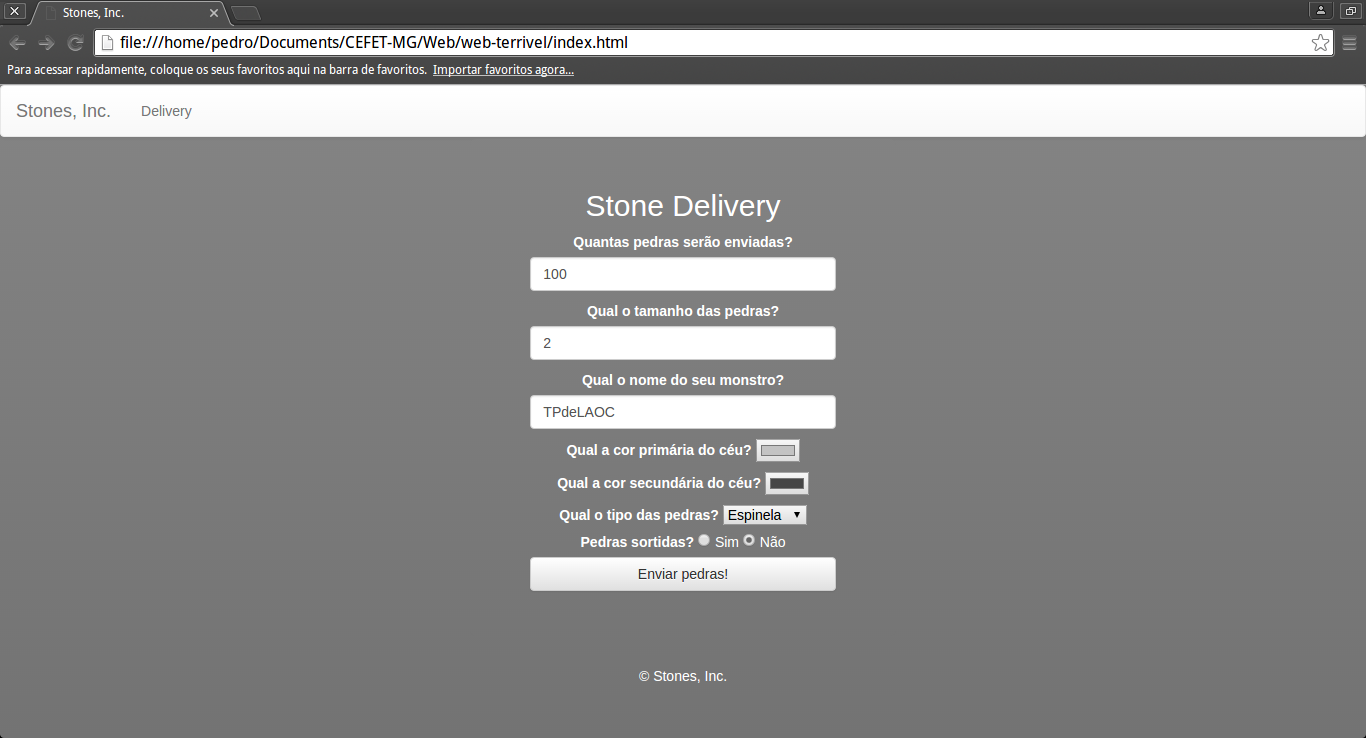 Stones, Inc.
file:///home/pedro/Documents/CEFET-MG/Web/web-terrivel/index.html
Para acessar rapidamente, coloque os seus favoritos aqui na barra de favoritos. Importar favoritos agora...
Stones, Inc. Delivery
Stone Delivery
Quantas pedras serão enviadas?
100
Qual o tamanho das pedras?
2
Qual o nome do seu monstro?
TPdeLAOC
Qual a cor primária do céu?
Qual a cor secundária do céu?
Qual o tipo das pedras? Espinela
Pedras sortidas? Sim Não
Enviar pedras!
© Stones, Inc.